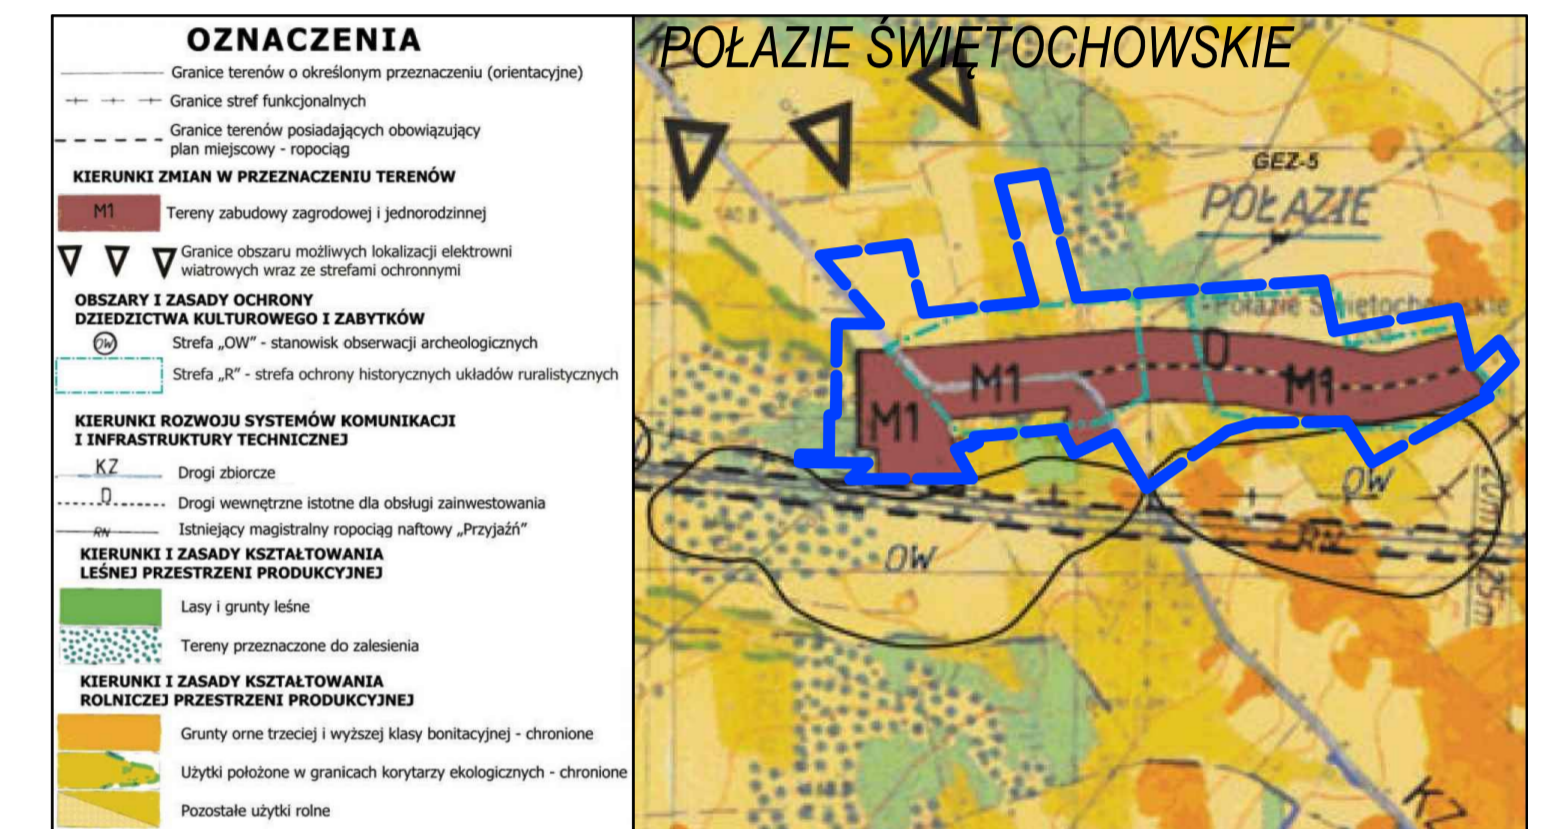 OZNACZENIA
Granice terenów o określonym przeznaczeniu (orientacyjne)
Granice stref funkcjonalnych
Granice terenów posiadających obowiązujący
plan miejscowy - ropociąg
KIERUNKI ZMIAN W PRZEZNACZENIU TERENÓW
M1
Tereny zabudowy zagrodowej i jednorodzinnej
Granice obszaru możliwych lokalizacji elektrowni
wiatrowych wraz ze strefami ochronnymi
OBSZARY I ZASADY OCHRONY
DZIEDZICTWA KULTUROWEGO I ZABYTKÓW
OW
Strefa „OW” - stanowisk obserwacji archeologicznych
Strefa „R” - strefa ochrony historycznych układów ruralistycznych
KIERUNKI ROZWOJU SYSTEMÓW KOMUNIKACJI
I INFRASTRUKTURY TECHNICZNEJ
KZ
Drogi zbiorcze
D
Drogi wewnętrzne istotne dla obsługi zainwestowania
RN
Istniejący magistralny ropociąg naftowy „Przyjaźń”
KIERUNKI I ZASADY KSZTAŁTOWANIA
LEŚNEJ PRZESTRZENI PRODUKCYJNEJ
Lasy i grunty leśne
Tereny przeznaczone do zalesienia
KIERUNKI I ZASADY KSZTAŁTOWANIA
ROLNICZEJ PRZESTRZENI PRODUKCYJNEJ
Grunty orne trzeciej i wyższej klasy bonitacyjnej - chronione
Użytki położone w granicach korytarzy ekologicznych - chronione
Pozostałe użytki rolne
POŁAZIE ŚWIĘTOCHOWSKIE
GEZ-5
POŁAZIE
Połazie Świętochowskie
D
M1
M1
M1
OW
OW
RN
KZ